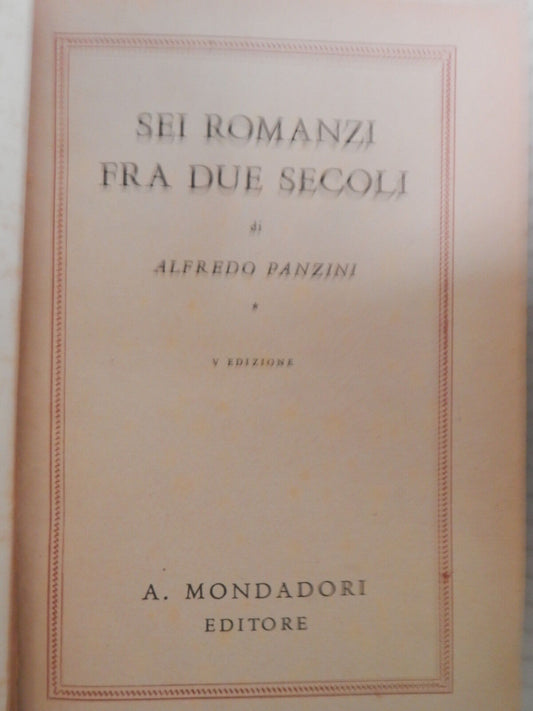 SEI ROMANZI
FRA DUE SECOLI
di
ALFREDO PANZINI
*
V EDIZIONE
A. MONDADORI
EDITORE